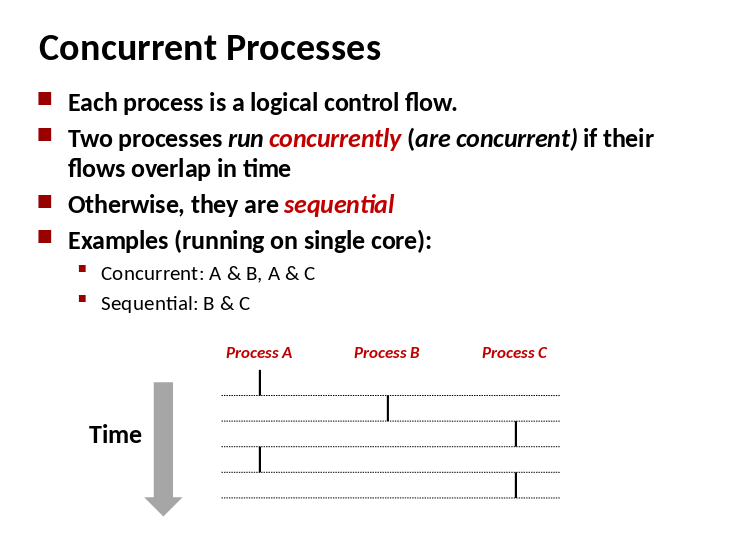 Concurrent Processes
Each process is a logical control flow.
Two processes run concurrently (are concurrent) if their
flows overlap in time
Otherwise, they are sequential
Examples (running on single core):
Concurrent: A & B, A & C
Sequential: B & C
Process A Process B Process C
Time